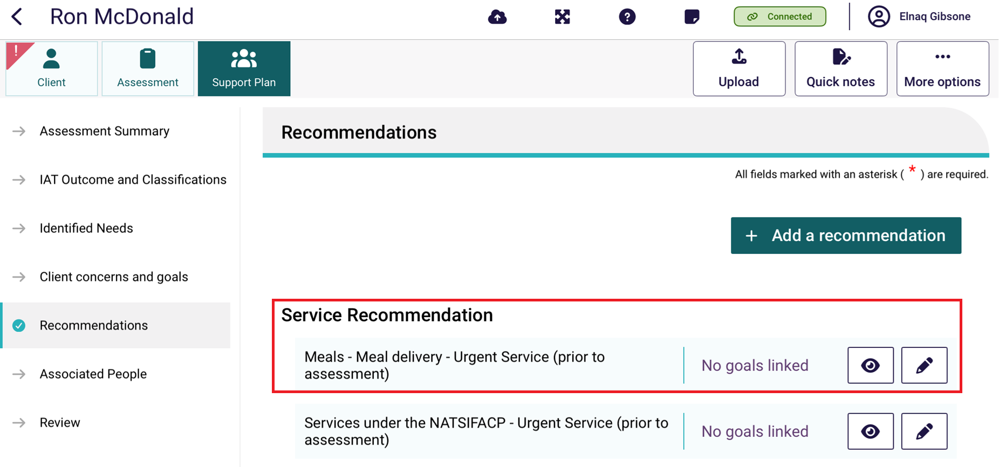 Ron McDonald
?
Connected
Elnaq Gibsone
!
Client
Assessment
Support Plan
Upload
Quick notes
More options
Assessment Summary
IAT Outcome and Classifications
Identified Needs
Client concerns and goals
Recommendations
Associated People
Review
Recommendations
All fields marked with an asterisk ( * ) are required.
+ Add a recommendation
Service Recommendation
Meals - Meal delivery - Urgent Service (prior to
assessment)
No goals linked
Services under the NATSIFACP - Urgent Service (prior to
assessment)
No goals linked